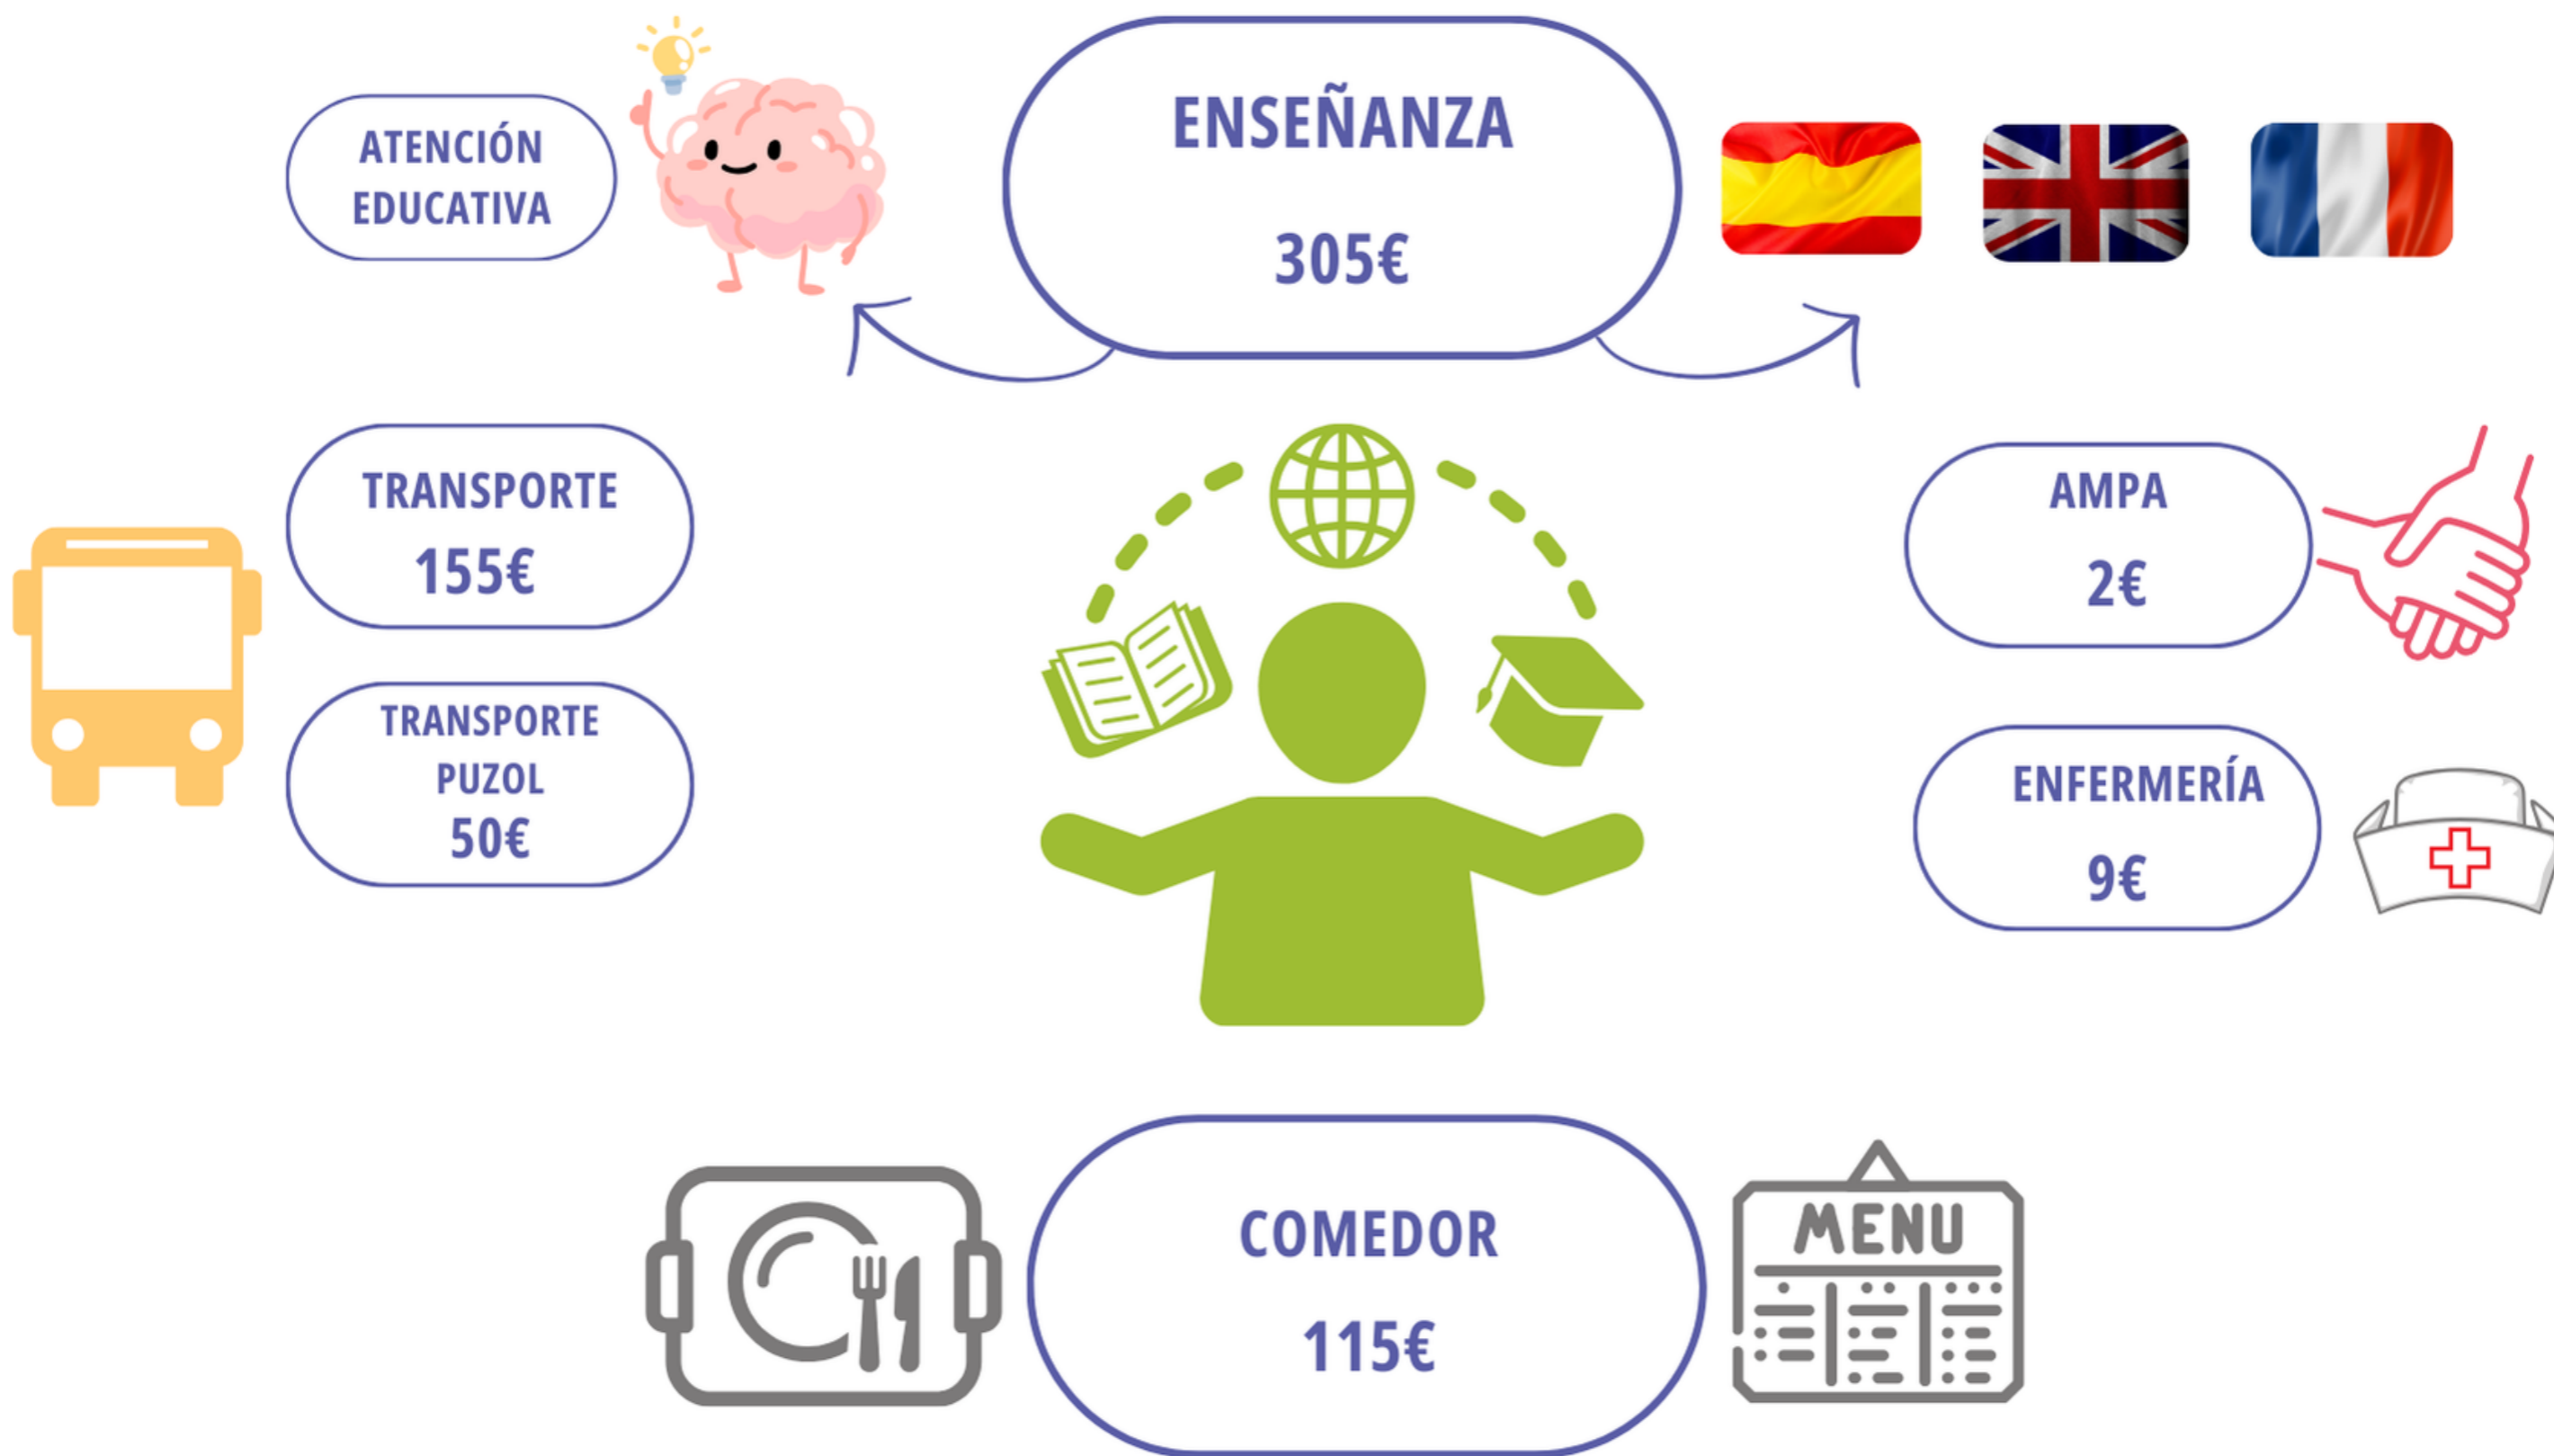 ENSEÑANZA
305€
ATENCIÓN
EDUCATIVA
TRANSPORTE
155€
TRANSPORTE
PUZOL
50€
AMPA
2€
ENFERMERÍA
9€
COMEDOR
115€
MENU